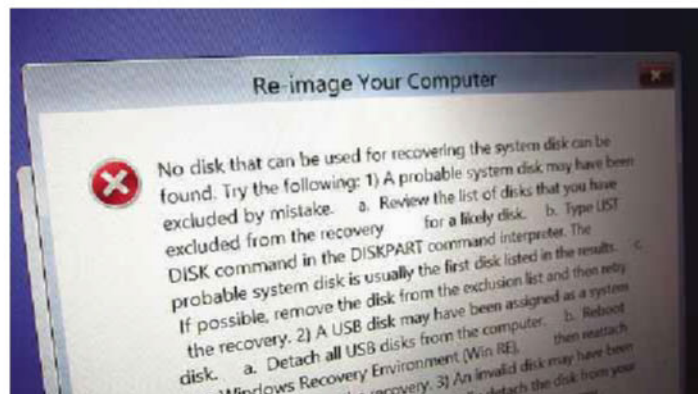 Re-image Your Computer
No disk that can be used for recovering the system disk can be
found. Try the following: 1) A probable system disk may have been
excluded by mistake. a. Review the list of disks that you have
excluded from the recovery for a likely disk. b. Type LIST
DISK command in the DISKPART command interpreter. The
probable system disk is usually the first disk listed in the results. c.
If possible, remove the disk from the exclusion list and then retry
the recovery. 2) A USB disk may have been assigned as a system
disk. a. Detach all USB disks from the computer. b. Reboot
Windows Recovery Environment (Win RE), then reattach
recovery. 3) An invalid disk may have been
detach the disk from your